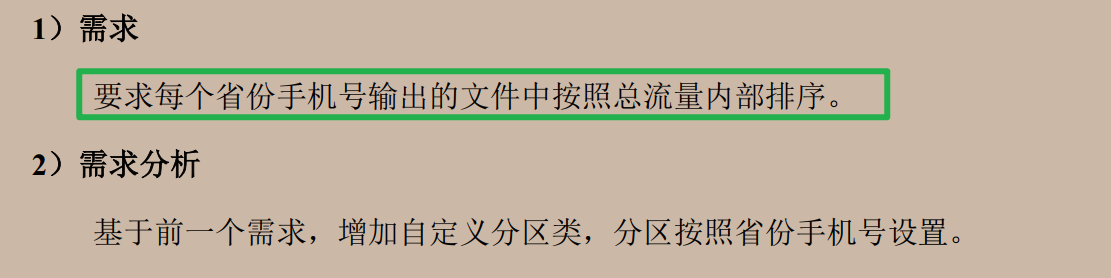 1）需求
要求每个省份手机号输出的文件中按照总流量内部排序。
2）需求分析
基于前一个需求，增加自定义分区类，分区按照省份手机号设置。